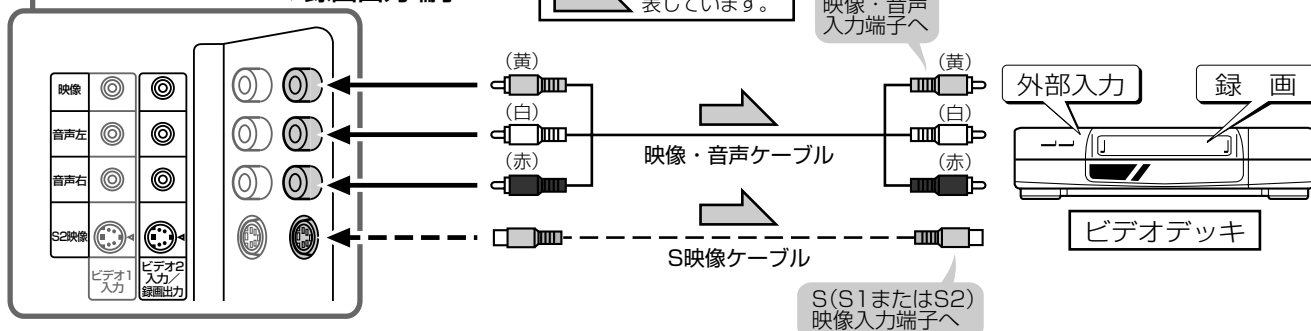 録画出力端子
表しています。
映像・音声
入力端子へ
映像
音声左
音声右
S2映像
ビデオ1
入力
ビデオ2
入力/
録画出力
(黄)
(白)
(赤)
映像・音声ケーブル
S映像ケーブル
(黄)
(白)
(赤)
S(S1またはS2)
映像入力端子へ
外部入力
録 画
ビデオデッキ